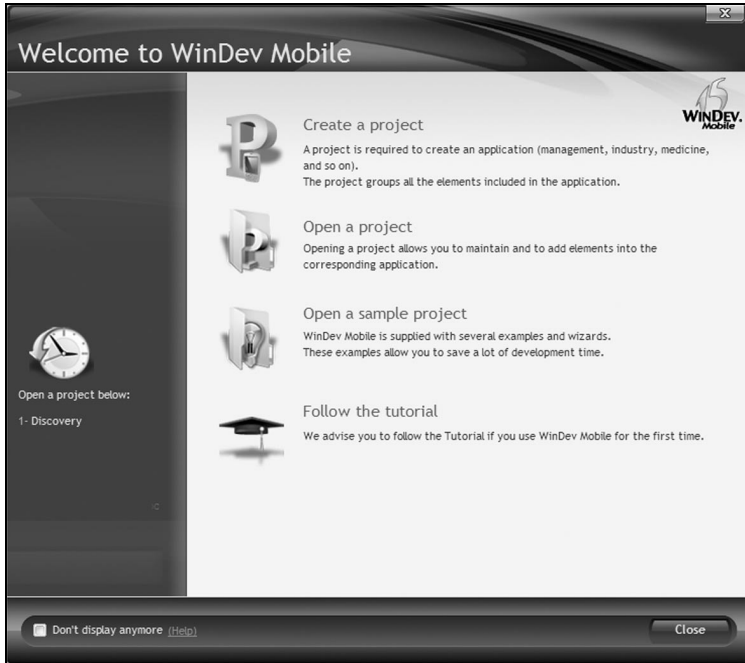 Welcome to WinDev Mobile
15
WINDEV.
Mobile
Create a project
A project is required to create an application (management, industry, medicine,
and so on).
The project groups all the elements included in the application.
Open a project
Opening a project allows you to maintain and to add elements into the
corresponding application.
Open a sample project
WinDev Mobile is supplied with several examples and wizards.
These examples allow you to save a lot of development time.
Follow the tutorial
We advise you to follow the Tutorial if you use WinDev Mobile for the first time.
Open a project below:
1- Discovery
Don't display anymore (Help)
Close